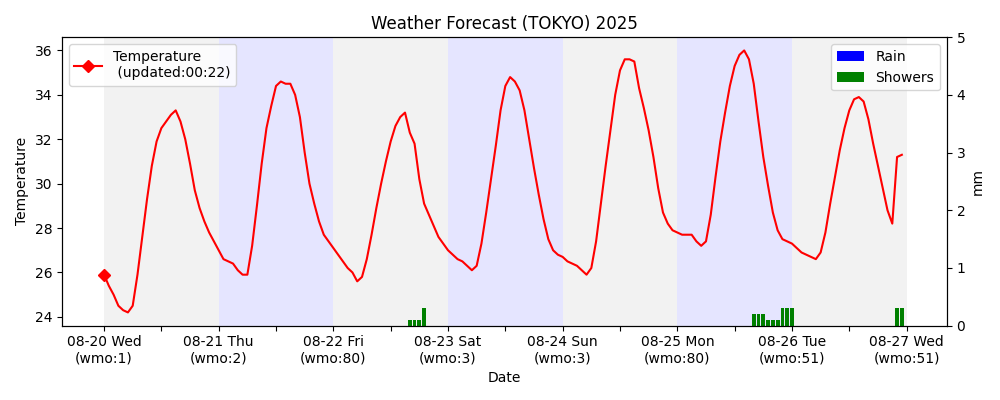 Weather Forecast (TOKYO) 2025
Temperature
(updated:00:22)
Rain
Showers
36
34
32
30
28
26
24
Temperature
5
4
3
2
1
0
mm
08-20 Wed
(wmo:1)
08-21 Thu
(wmo:2)
08-22 Fri
(wmo:80)
08-23 Sat
(wmo:3)
08-24 Sun
(wmo:3)
08-25 Mon
(wmo:80)
08-26 Tue
(wmo:51)
08-27 Wed
(wmo:51)
Date